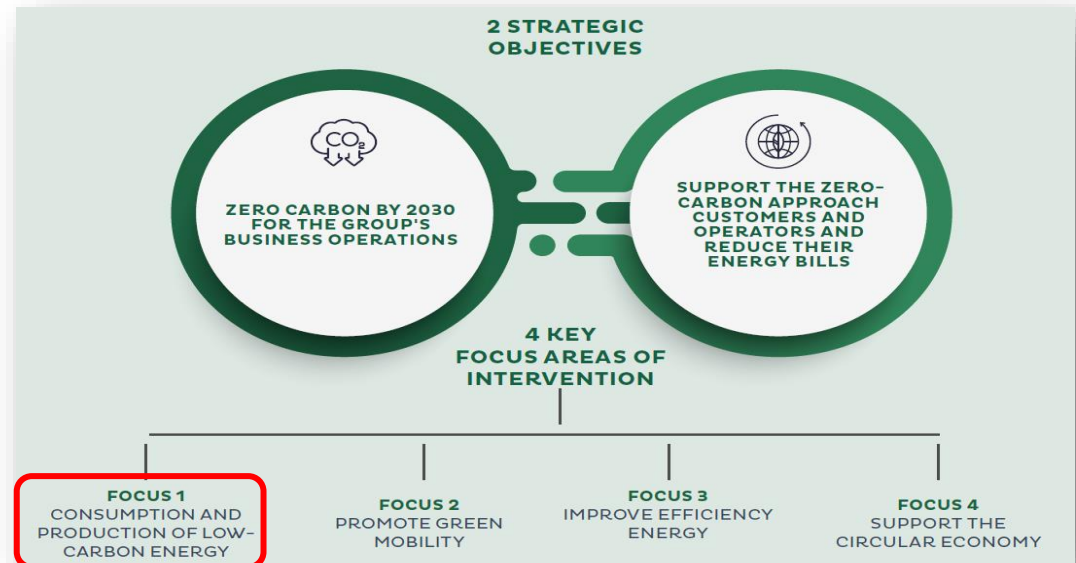 2 STRATEGIC
OBJECTIVES
CO₂
ZERO CARBON BY 2030
FOR THE GROUP'S
BUSINESS OPERATIONS
SUPPORT THE ZERO-
CARBON APPROACH
CUSTOMERS AND
OPERATORS AND
REDUCE THEIR
ENERGY BILLS
4 KEY
FOCUS AREAS OF
INTERVENTION
FOCUS 1
CONSUMPTION AND
PRODUCTION OF LOW-
CARBON ENERGY
FOCUS 2
PROMOTE GREEN
MOBILITY
FOCUS 3
IMPROVE EFFICIENCY
ENERGY
FOCUS 4
SUPPORT THE
CIRCULAR ECONOMY